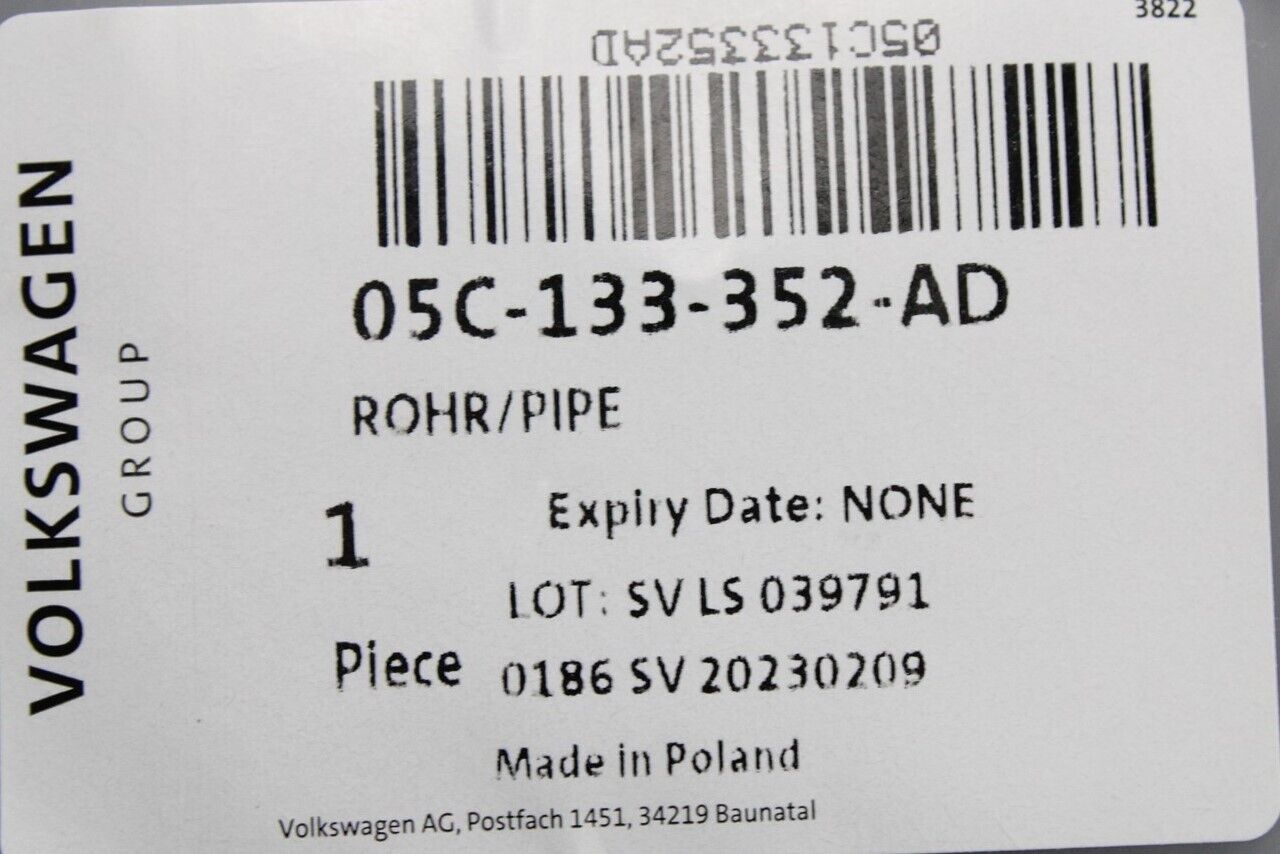 3822
05C133352AD
VOLKSWAGEN
GROUP
05C-133-352-AD
ROHR/PIPE
1
Expiry Date: NONE
LOT: SV LS 039791
Piece
0186 SV 20230209
Made in Poland
Volkswagen AG, Postfach 1451, 34219 Baunatal